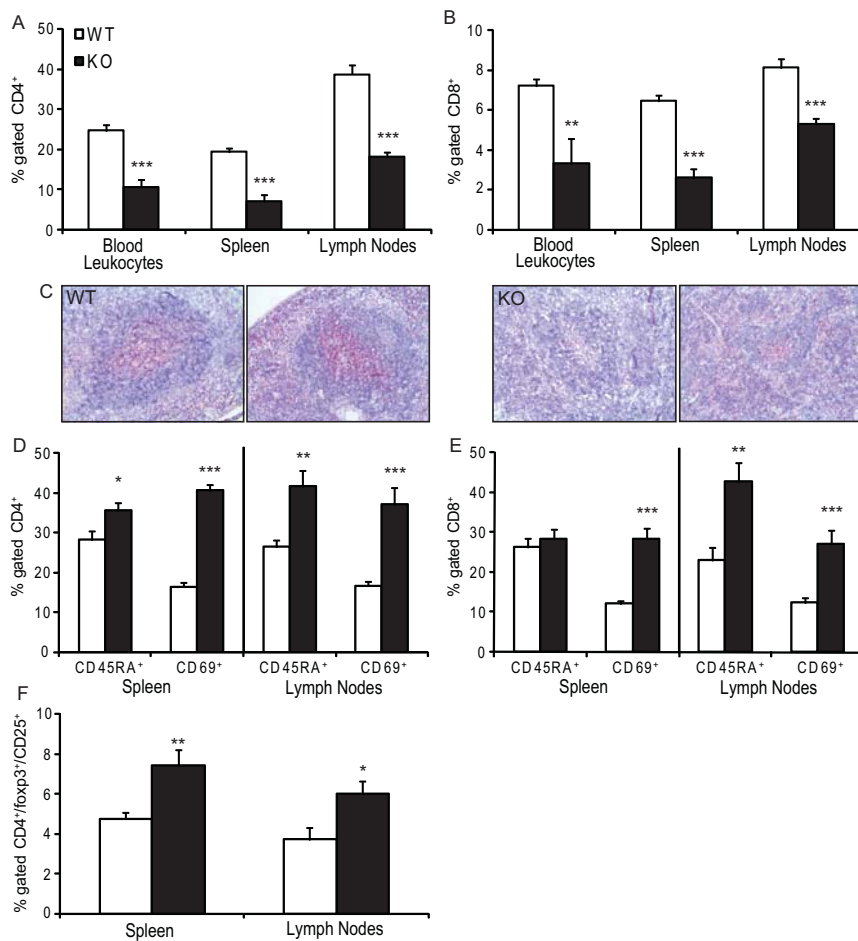 A
50
40
30
20
10
0
% gated CD4⁺
WT
KO
***
***
***
Blood Leukocytes
Spleen
Lymph Nodes
B
10
8
6
4
2
0
% gated CD8⁺
**
***
***
Blood Leukocytes
Spleen
Lymph Nodes
C
WT
KO
D
50
40
30
20
10
0
% gated CD4⁺
*
***
**
***
CD45RA⁺
CD69⁺
CD45RA⁺
CD69⁺
Spleen
Lymph Nodes
E
50
40
30
20
10
0
% gated CD8⁺
***
**
***
CD45RA⁺
CD69⁺
CD45RA⁺
CD69⁺
Spleen
Lymph Nodes
F
10
8
6
4
2
0
% gated CD4⁺/foxp3⁺/CD25⁺
**
*
Spleen
Lymph Nodes